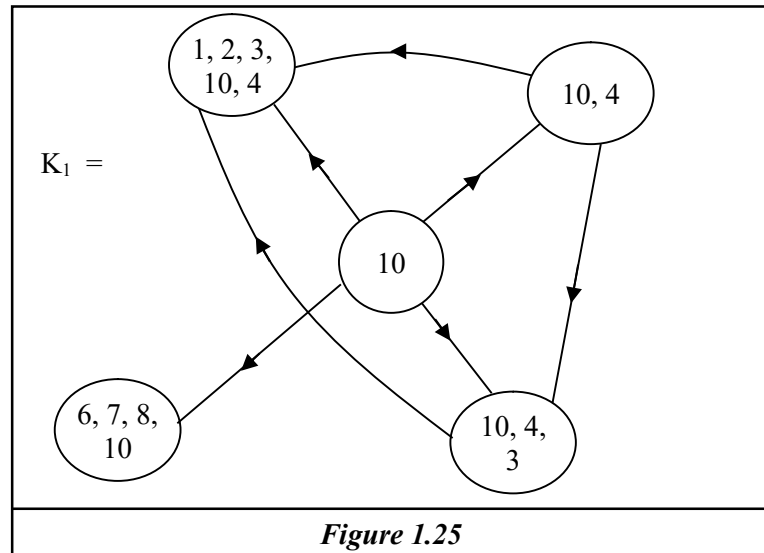 1, 2, 3,
10, 4
10, 4
K₁ =
10
6, 7, 8,
10
10, 4,
3
Figure 1.25